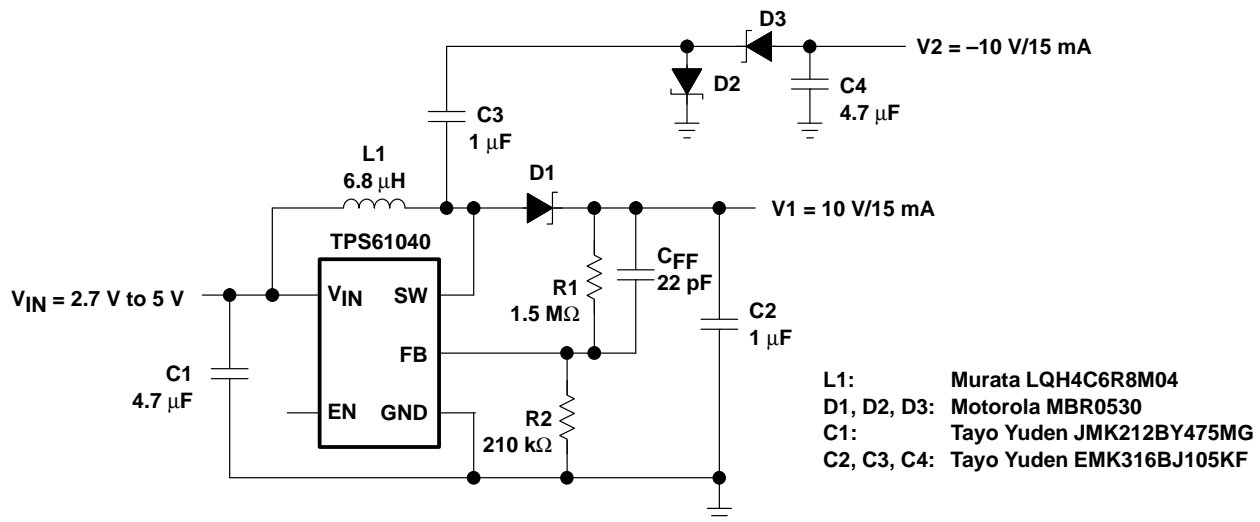 D3
V2 = –10 V/15 mA
D2
C4
4.7 µF
C3
1 µF
L1
6.8 µH
D1
V1 = 10 V/15 mA
TPS61040
VIN = 2.7 V to 5 V
VIN
SW
CFF
22 pF
R1
1.5 MΩ
C2
1 µF
FB
C1
4.7 µF
EN
GND
R2
210 kΩ
L1: Murata LQH4C6R8M04
D1, D2, D3: Motorola MBR0530
C1: Tayo Yuden JMK212BY475MG
C2, C3, C4: Tayo Yuden EMK316BJ105KF